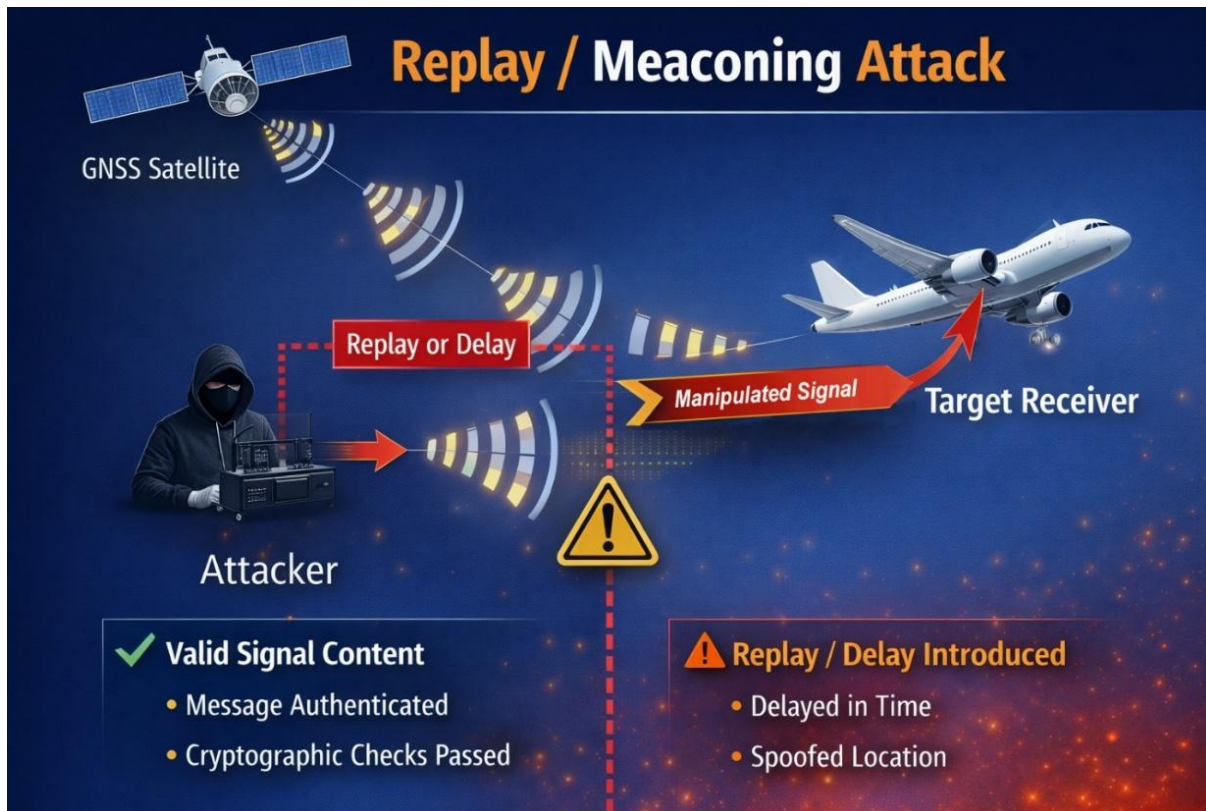 Replay / Meaconing Attack
GNSS Satellite
Replay or Delay
Manipulated Signal
Target Receiver
Attacker
Valid Signal Content
• Message Authenticated
• Cryptographic Checks Passed
Replay / Delay Introduced
• Delayed in Time
• Spoofed Location